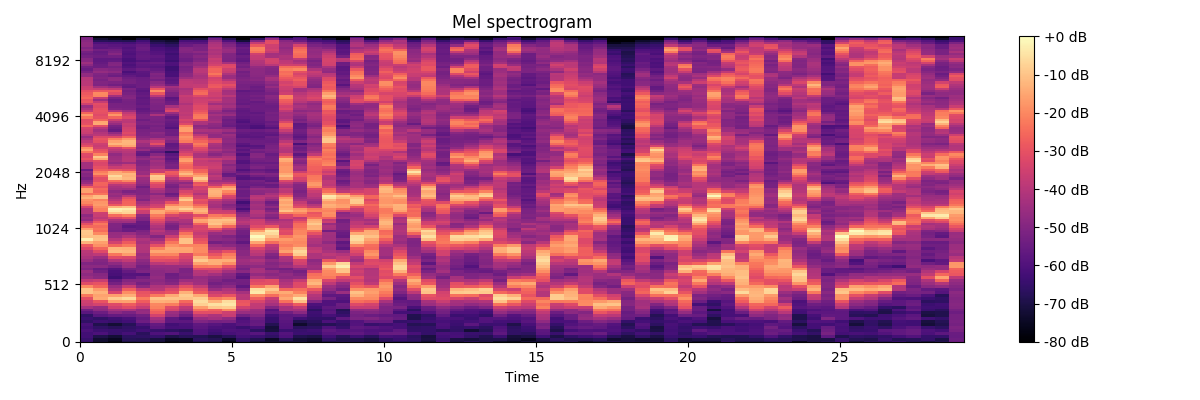 Mel spectrogram
8192
4096
2048
1024
512
0
Hz
0 5 10 15 20 25
Time
+0 dB
-10 dB
-20 dB
-30 dB
-40 dB
-50 dB
-60 dB
-70 dB
-80 dB